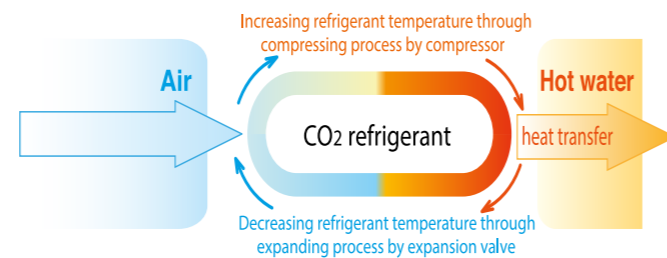 Increasing refrigerant temperature through
compressing process by compressor
Air
Hot water
CO2 refrigerant
heat transfer
Decreasing refrigerant temperature through
expanding process by expansion valve